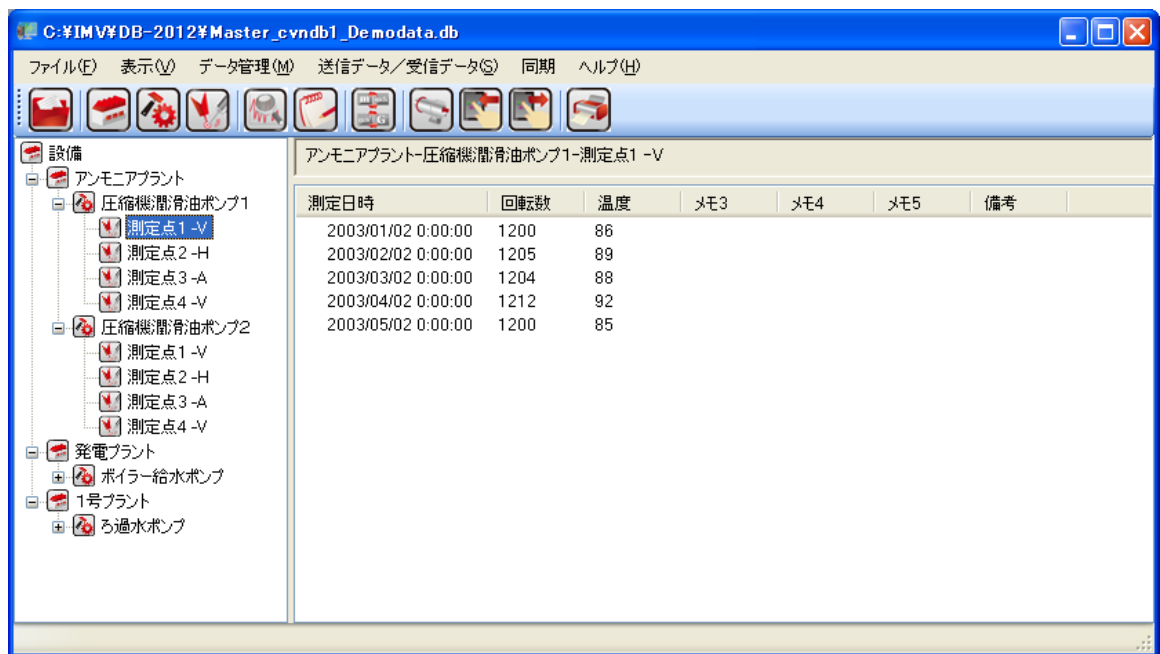 C:¥IMV¥DB-2012¥Master_cvndb1_Demodata.db
ファイル(F) 表示(V) データ管理(M) 送信データ／受信データ(S) 同期 ヘルプ(H)
設備
アンモニアプラント
圧縮機潤滑油ポンプ1
測定点1 -V
測定点2 -H
測定点3 -A
測定点4 -V
圧縮機潤滑油ポンプ2
測定点1 -V
測定点2 -H
測定点3 -A
測定点4 -V
発電プラント
ボイラー給水ポンプ
1号プラント
ろ過水ポンプ
アンモニアプラント-圧縮機潤滑油ポンプ1-測定点1 -V
測定日時 回転数 温度 メモ3 メモ4 メモ5 備考
2003/01/02 0:00:00 1200 86
2003/02/02 0:00:00 1205 89
2003/03/02 0:00:00 1204 88
2003/04/02 0:00:00 1212 92
2003/05/02 0:00:00 1200 85